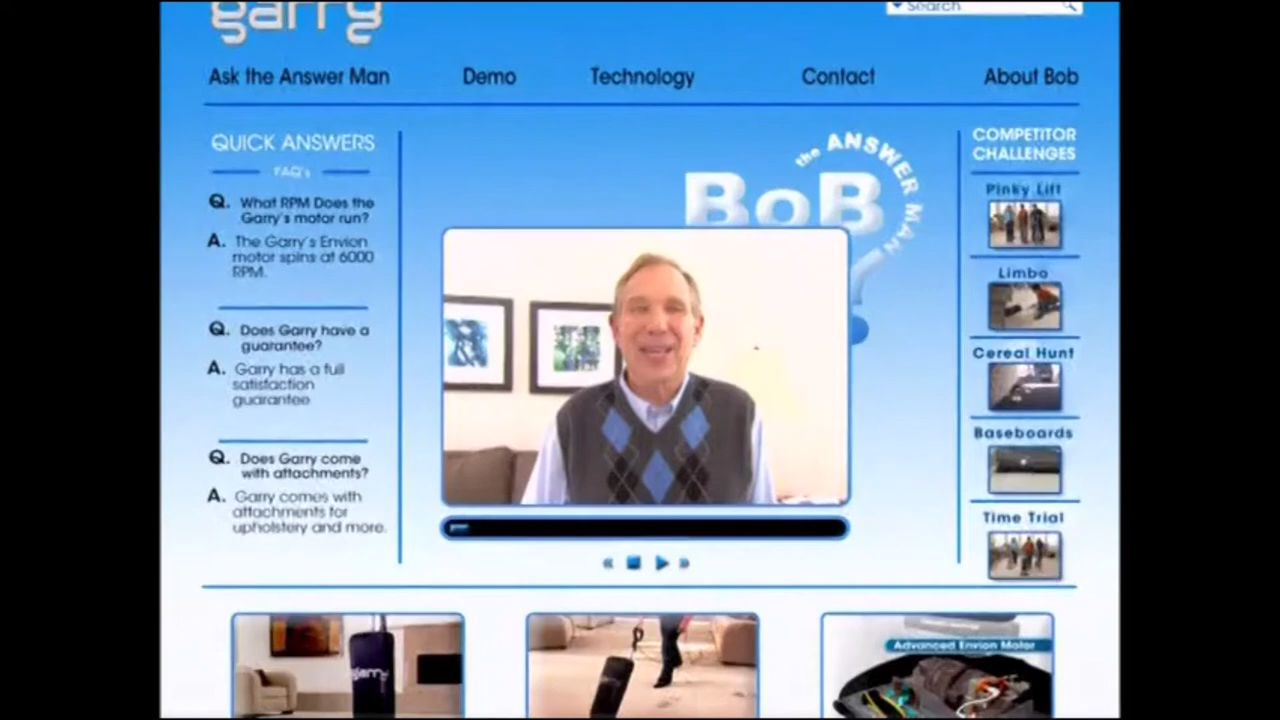 garry
Search
Ask the Answer Man
Demo
Technology
Contact
About Bob
QUICK ANSWERS
FAQ's
Q. What RPM Does the
Garry's motor run?
A. The Garry's Envion
motor spins at 6000
RPM.
Q. Does Garry have a
guarantee?
A. Garry has a full
satisfaction
guarantee
Q. Does Garry come
with attachments?
A. Garry comes with
attachments for
upholstery and more.
the ANSWER MAN
BoB
COMPETITOR
CHALLENGES
Pinky Lift
Limbo
Cereal Hunt
Baseboards
Time Trial
garry
Advanced Envion Motor